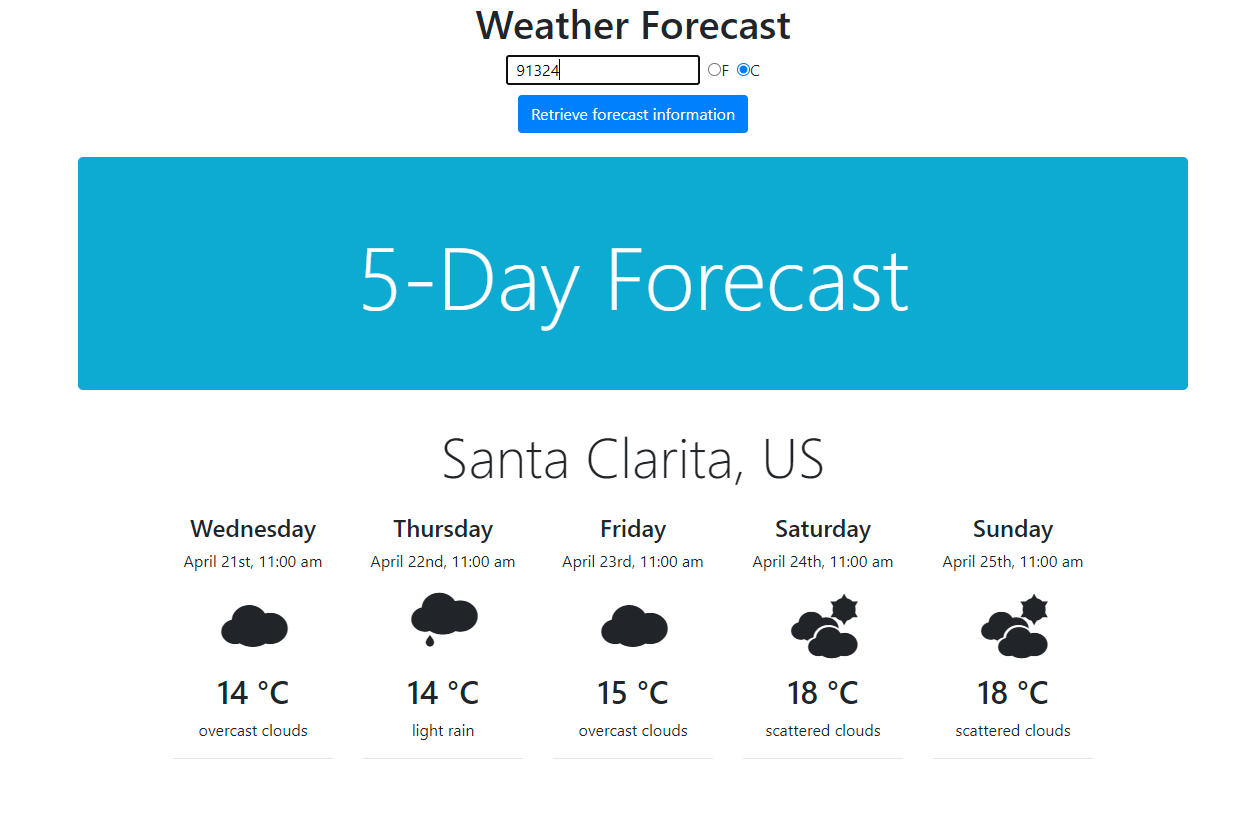 Weather Forecast
91324 F C
Retrieve forecast information
5-Day Forecast
Santa Clarita, US
Wednesday Thursday Friday Saturday Sunday
April 21st, 11:00 am April 22nd, 11:00 am April 23rd, 11:00 am April 24th, 11:00 am April 25th, 11:00 am
14 °C 14 °C 15 °C 18 °C 18 °C
overcast clouds light rain overcast clouds scattered clouds scattered clouds